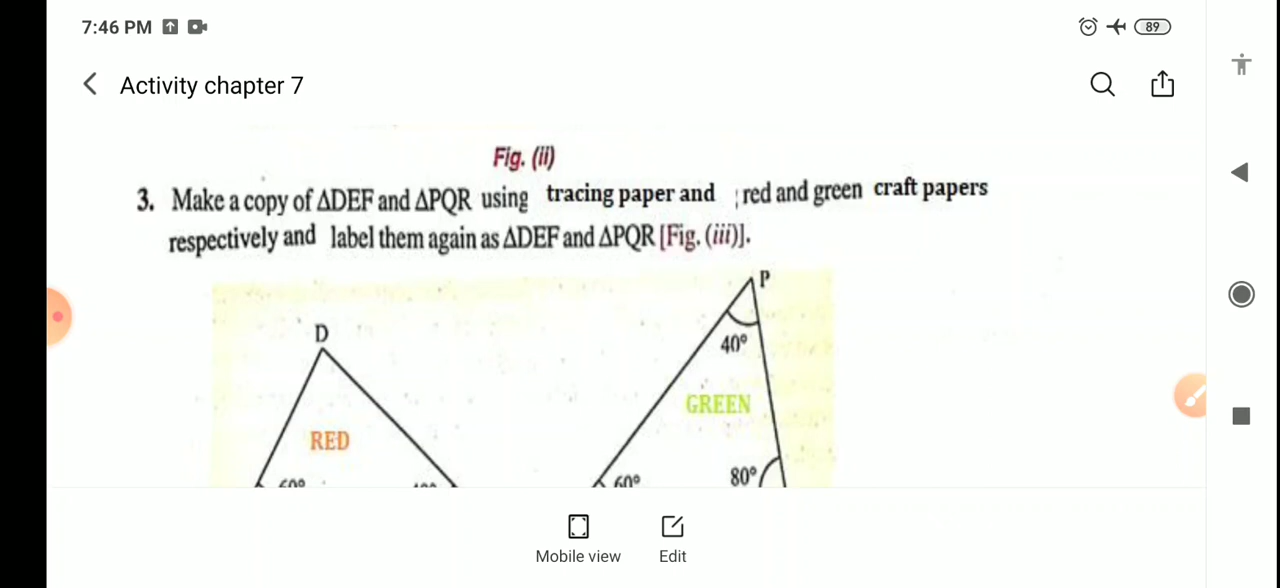 7:46 PM
89
Activity chapter 7
Fig. (ii)
3. Make a copy of ΔDEF and ΔPQR using tracing paper and ; red and green craft papers
respectively and label them again as ΔDEF and ΔPQR [Fig. (iii)].
P
D
40°
GREEN
RED
80°
60°
Mobile view
Edit